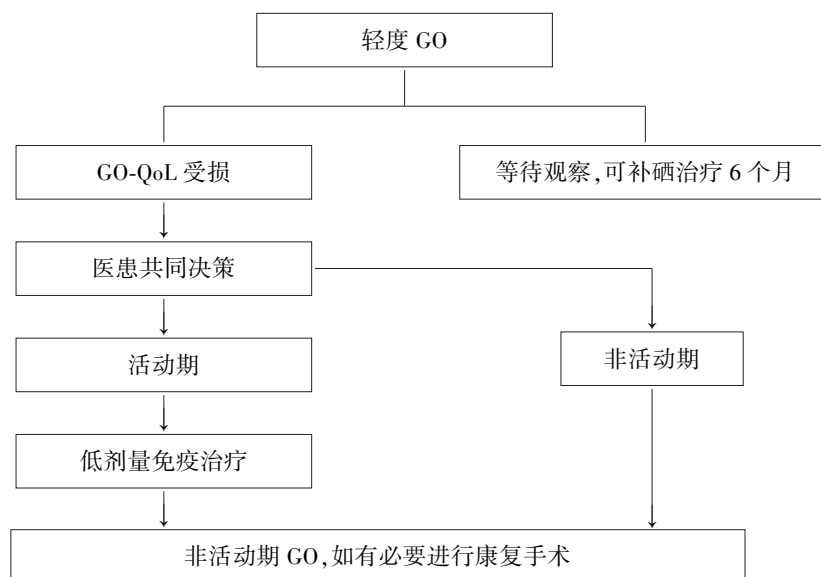 轻度 GO
GO-QoL 受损
等待观察,可补硒治疗 6 个月
医患共同决策
活动期
非活动期
低剂量免疫治疗
非活动期 GO,如有必要进行康复手术